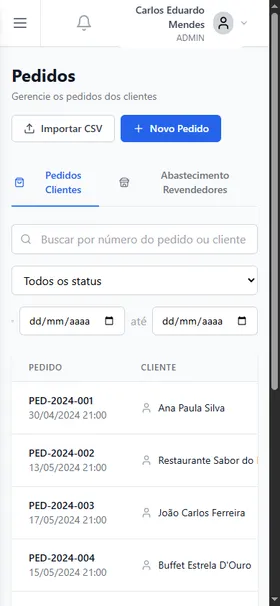 Carlos Eduardo
Mendes
ADMIN
Pedidos
Gerencie os pedidos dos clientes
Importar CSV
Novo Pedido
Pedidos
Clientes
Abastecimento
Revendedores
Buscar por número do pedido ou cliente
Todos os status
dd/mm/aaaa até dd/mm/aaaa
PEDIDO CLIENTE
PED-2024-001
30/04/2024 21:00
Ana Paula Silva
PED-2024-002
13/05/2024 21:00
Restaurante Sabor do
PED-2024-003
17/05/2024 21:00
João Carlos Ferreira
PED-2024-004
15/05/2024 21:00
Buffet Estrela D'Ouro